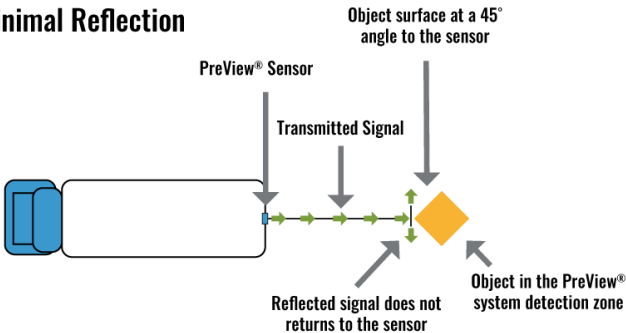 inimal Reflection
Object surface at a 45°
angle to the sensor
PreView® Sensor
Transmitted Signal
Reflected signal does not
returns to the sensor
Object in the PreView®
system detection zone